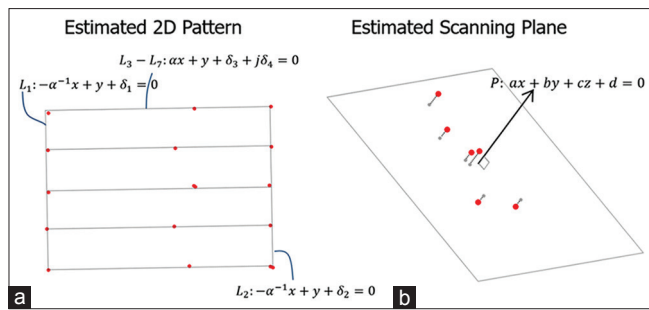 Estimated 2D Pattern
L₃ − L₇: αx + y + δ₃ + jδ₄ = 0
L₁: −α⁻¹x + y + δ₁ = 0
L₂: −α⁻¹x + y + δ₂ = 0
a
Estimated Scanning Plane
P: ax + by + cz + d = 0
b